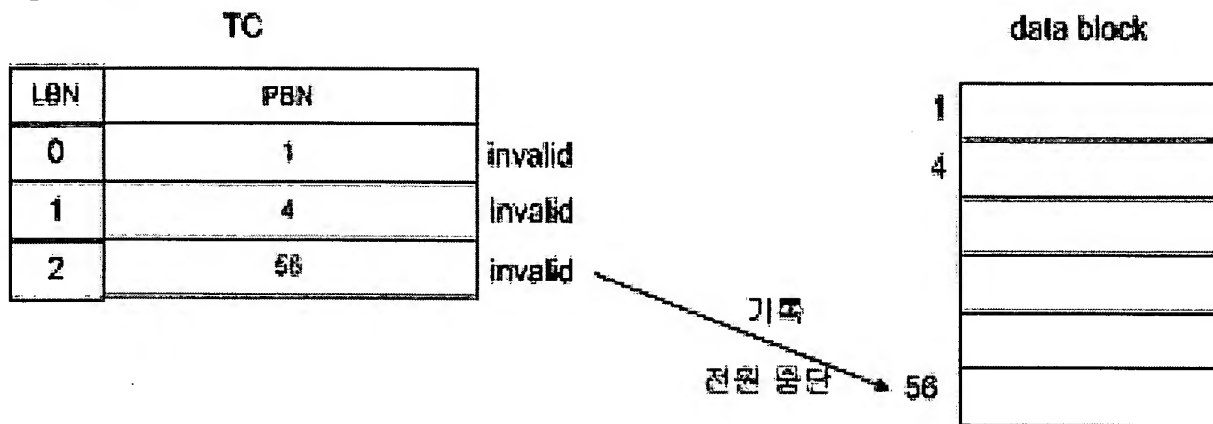 TC
data block
LBN PBN
0 1 invalid
1 4 invalid
2 56 invalid
1
4
기록
전원 중단
56